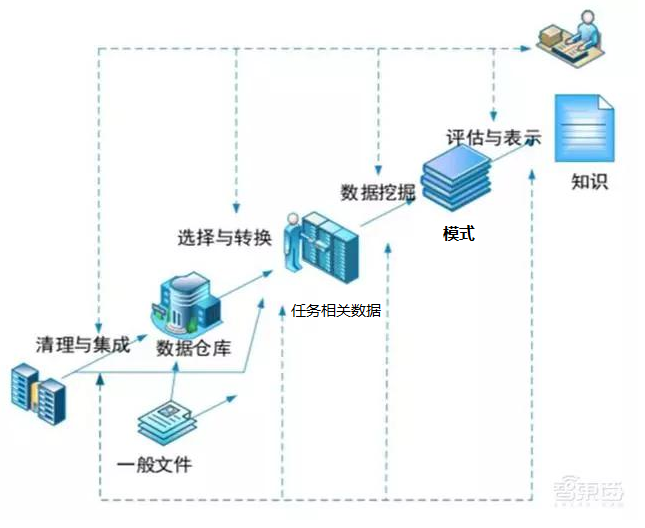 评估与表示
知识
数据挖掘
模式
选择与转换
任务相关数据
清理与集成
数据仓库
一般文件
智東西